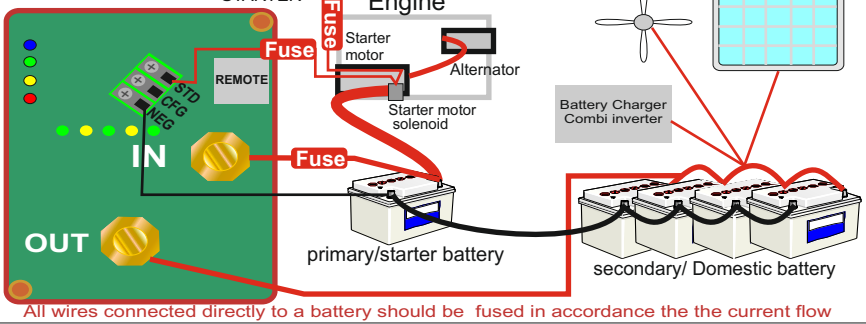 Engine
Fuse
Fuse
Starter
motor
Alternator
REMOTE
STD
CFG
NEG
Starter motor
solenoid
Battery Charger
Combi inverter
IN
Fuse
OUT
primary/starter battery
secondary/ Domestic battery
All wires connected directly to a battery should be fused in accordance the the current flow